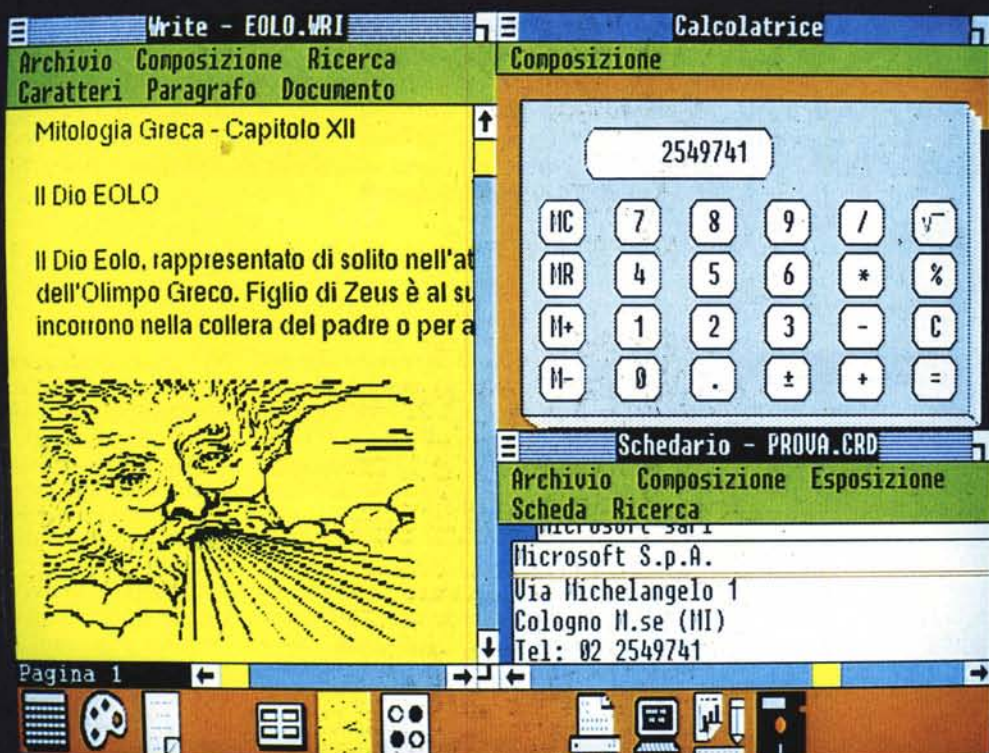 Write - EOLO.WRI
Archivio Composizione Ricerca
Caratteri Paragrafo Documento
Mitologia Greca - Capitolo XII
Il Dio EOLO
Il Dio Eolo, rappresentato di solito nell'at
dell'Olimpo Greco. Figlio di Zeus è al su
incorrono nella collera del padre o per a
Pagina 1
Calcolatrice
Composizione
2549741
MC 7 8 9 / √
MR 4 5 6 * %
M+ 1 2 3 - C
M- 0 . ± + =
Schedario - PROVA.CRD
Archivio Composizione Esposizione
Scheda Ricerca
Microsoft Sarl
Microsoft S.p.A.
Via Michelangelo 1
Cologno M.se (MI)
Tel: 02 2549741